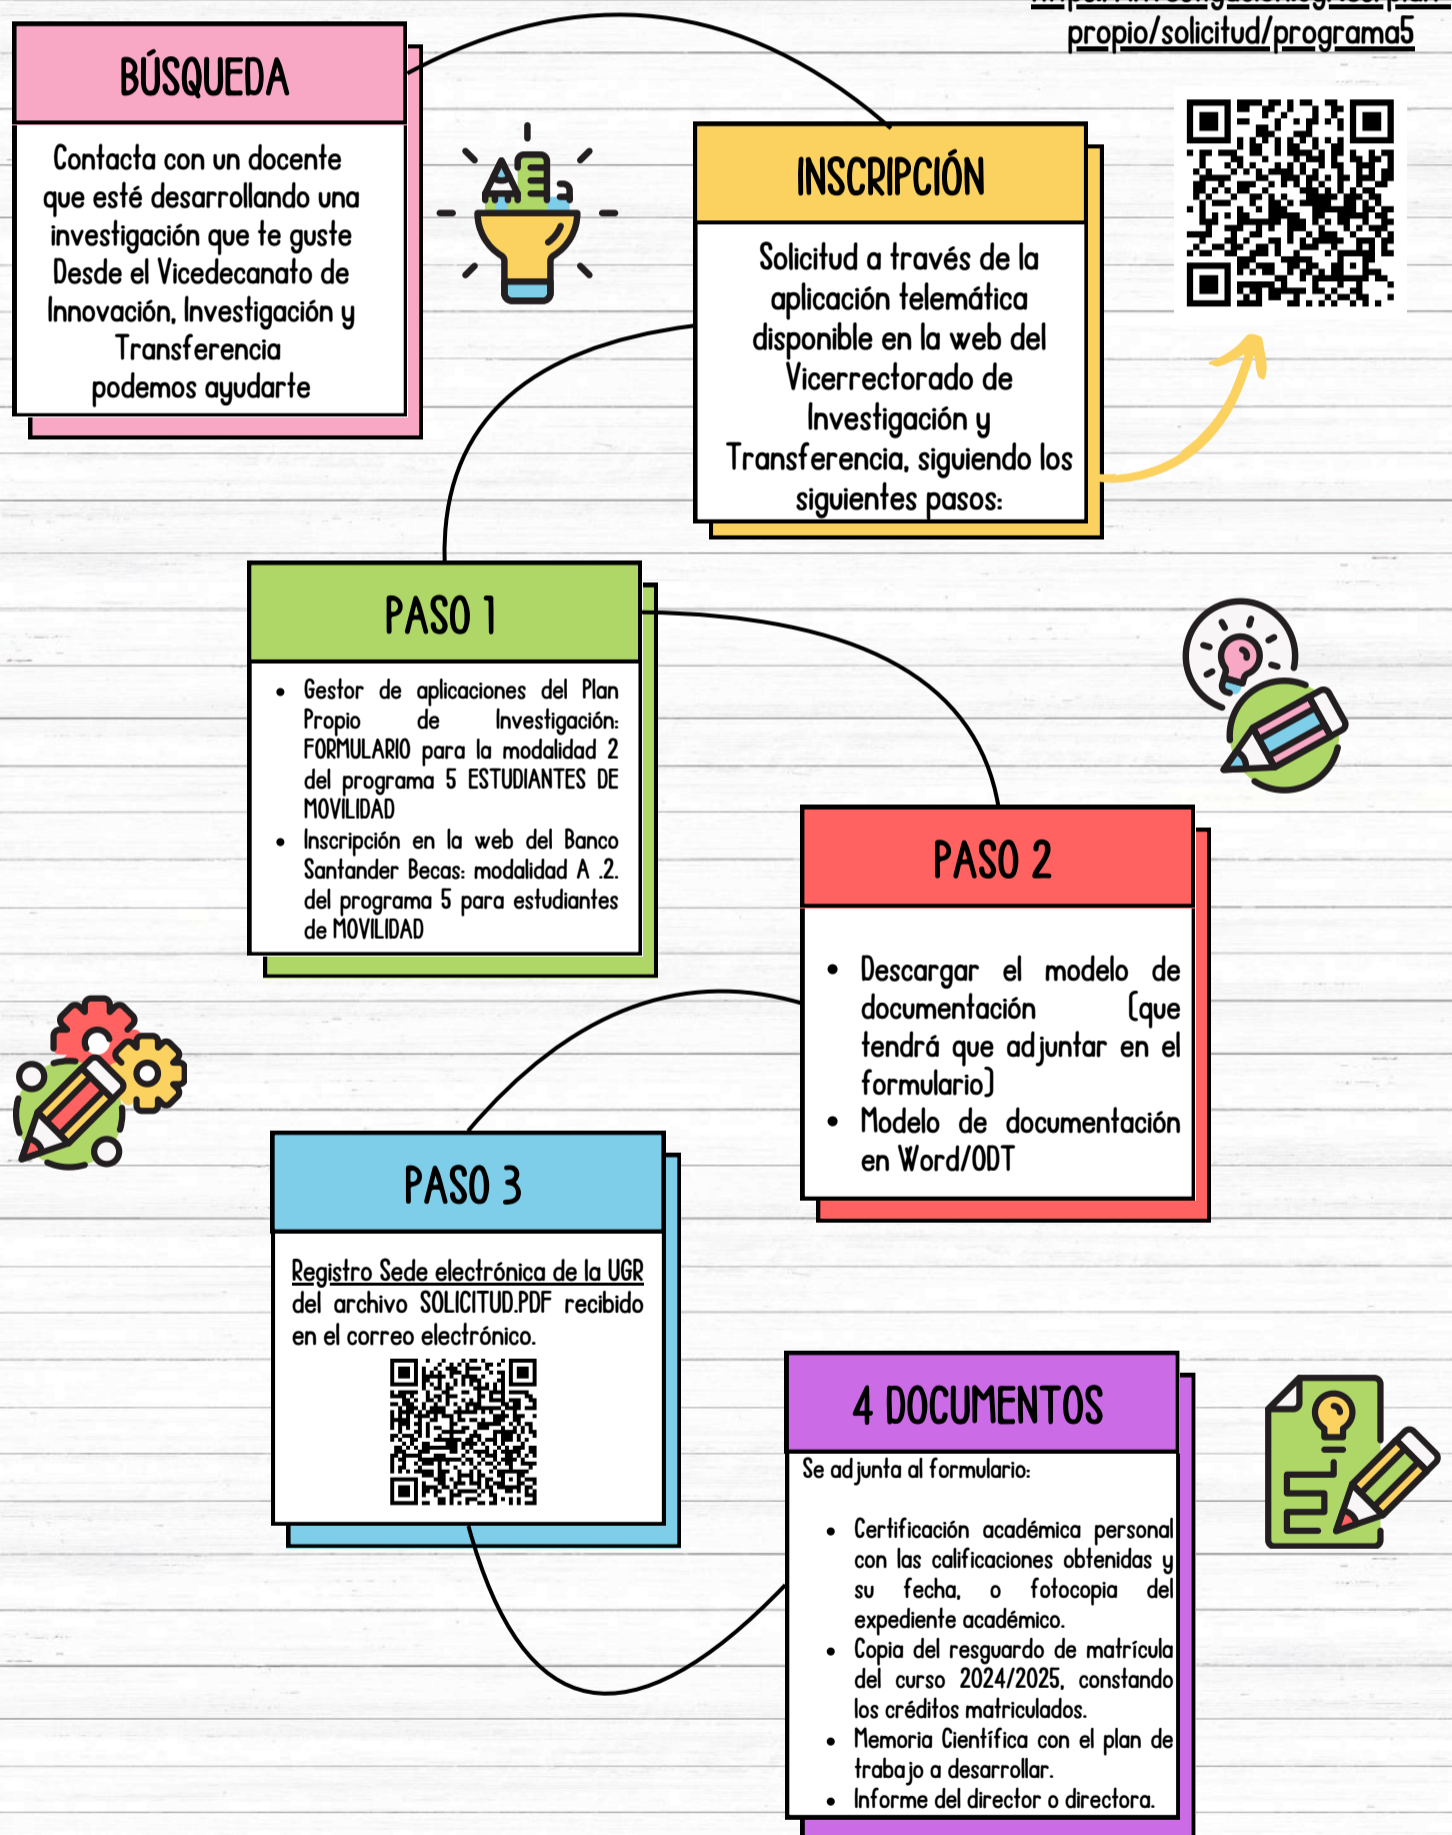 propio/solicitud/programa5
BÚSQUEDA
Contacta con un docente
que esté desarrollando una
investigación que te guste
Desde el Vicedecanato de
Innovación, Investigación y
Transferencia
podemos ayudarte
INSCRIPCIÓN
Solicitud a través de la
aplicación telemática
disponible en la web del
Vicerrectorado de
Investigación y
Transferencia, siguiendo los
siguientes pasos:
PASO 1
• Gestor de aplicaciones del Plan
Propio de Investigación:
FORMULARIO para la modalidad 2
del programa 5 ESTUDIANTES DE
MOVILIDAD
• Inscripción en la web del Banco
Santander Becas: modalidad A .2.
del programa 5 para estudiantes
de MOVILIDAD
PASO 2
• Descargar el modelo de
documentación (que
tendrá que adjuntar en el
formulario)
• Modelo de documentación
en Word/ODT
PASO 3
Registro Sede electrónica de la UGR
del archivo SOLICITUD.PDF recibido
en el correo electrónico.
4 DOCUMENTOS
Se adjunta al formulario:
• Certificación académica personal
con las calificaciones obtenidas y
su fecha, o fotocopia del
expediente académico.
• Copia del resguardo de matrícula
del curso 2024/2025, constando
los créditos matriculados.
• Memoria Científica con el plan de
trabajo a desarrollar.
• Informe del director o directora.